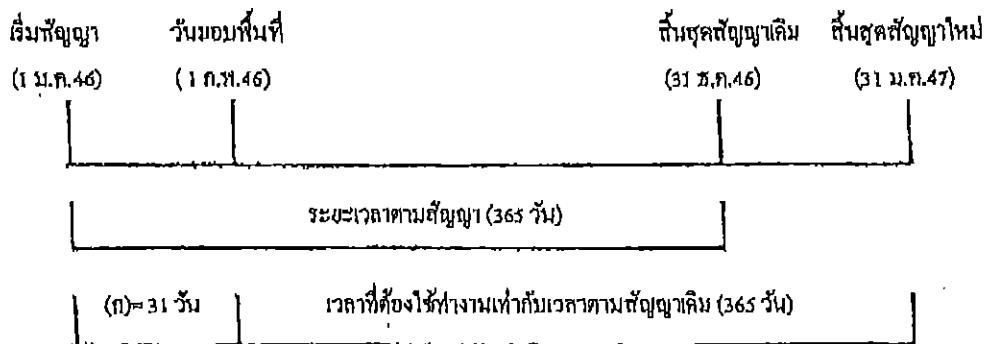 เริ่มสัญญา วันมอบพื้นที่ สิ้นสุดสัญญาเดิม สิ้นสุดสัญญาใหม่
(1 ม.ค.46) (1 ก.พ.46) (31 ธ.ค.46) (31 ม.ค.47)
ระยะเวลาตามสัญญา (365 วัน)
(ก)= 31 วัน เวลาที่ต้องใช้ทำงานเท่ากับเวลาตามสัญญาเดิม (365 วัน)